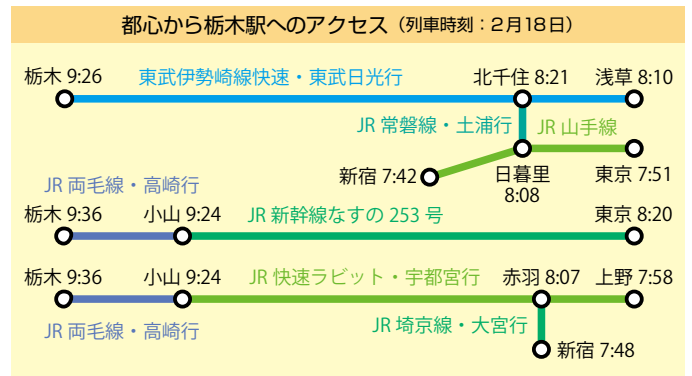 都心から栃木駅へのアクセス（列車時刻：２月18日）
栃木 9:26 東武伊勢崎線快速・東武日光行 北千住 8:21 浅草 8:10
JR 常磐線・土浦行 JR 山手線
新宿 7:42 日暮里 8:08 東京 7:51
JR 両毛線・高崎行
栃木 9:36 小山 9:24 JR 新幹線なすの 253 号 東京 8:20
栃木 9:36 小山 9:24 JR 快速ラビット・宇都宮行 赤羽 8:07 上野 7:58
JR 両毛線・高崎行 JR 埼京線・大宮行
新宿 7:48